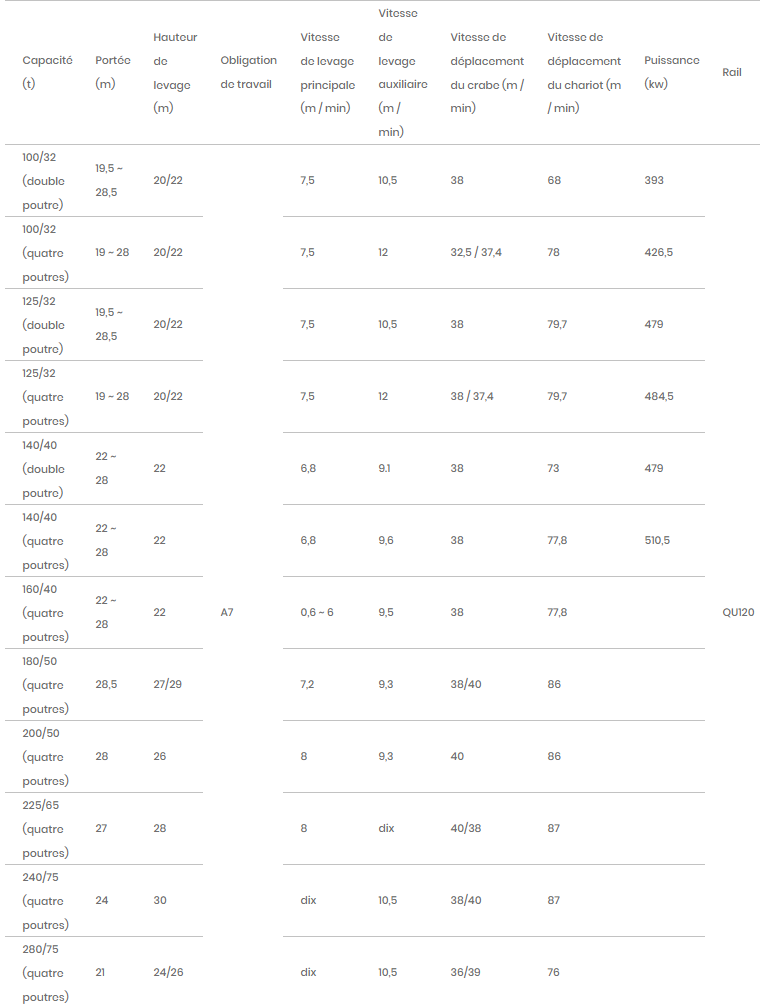 Capacité
(t)
Portée
(m)
Hauteur
de
levage
(m)
Obligation
de travail
Vitesse
de levage
principale
(m / min)
Vitesse
de
levage
auxiliaire
(m /
min)
Vitesse de
déplacement
du crabe (m /
min)
Vitesse de
déplacement
du chariot (m
/ min)
Puissance
(kw)
Rail
100/32
(double
poutre)
19,5 ~
28,5
20/22
7,5
10,5
38
68
393
100/32
(quatre
poutres)
19 ~ 28
20/22
7,5
12
32,5 / 37,4
78
426,5
125/32
(double
poutre)
19,5 ~
28,5
20/22
7,5
10,5
38
79,7
479
125/32
(quatre
poutres)
19 ~ 28
20/22
7,5
12
38 / 37,4
79,7
484,5
140/40
(double
poutre)
22 ~
28
22
6,8
9.1
38
73
479
140/40
(quatre
poutres)
22 ~
28
22
6,8
9,6
38
77,8
510,5
160/40
(quatre
poutres)
22 ~
28
22
A7
0,6 ~ 6
9,5
38
77,8
QU120
180/50
(quatre
poutres)
28,5
27/29
7,2
9,3
38/40
86
200/50
(quatre
poutres)
28
26
8
9,3
40
86
225/65
(quatre
poutres)
27
28
8
dix
40/38
87
240/75
(quatre
poutres)
24
30
dix
10,5
38/40
87
280/75
(quatre
poutres)
21
24/26
dix
10,5
36/39
76